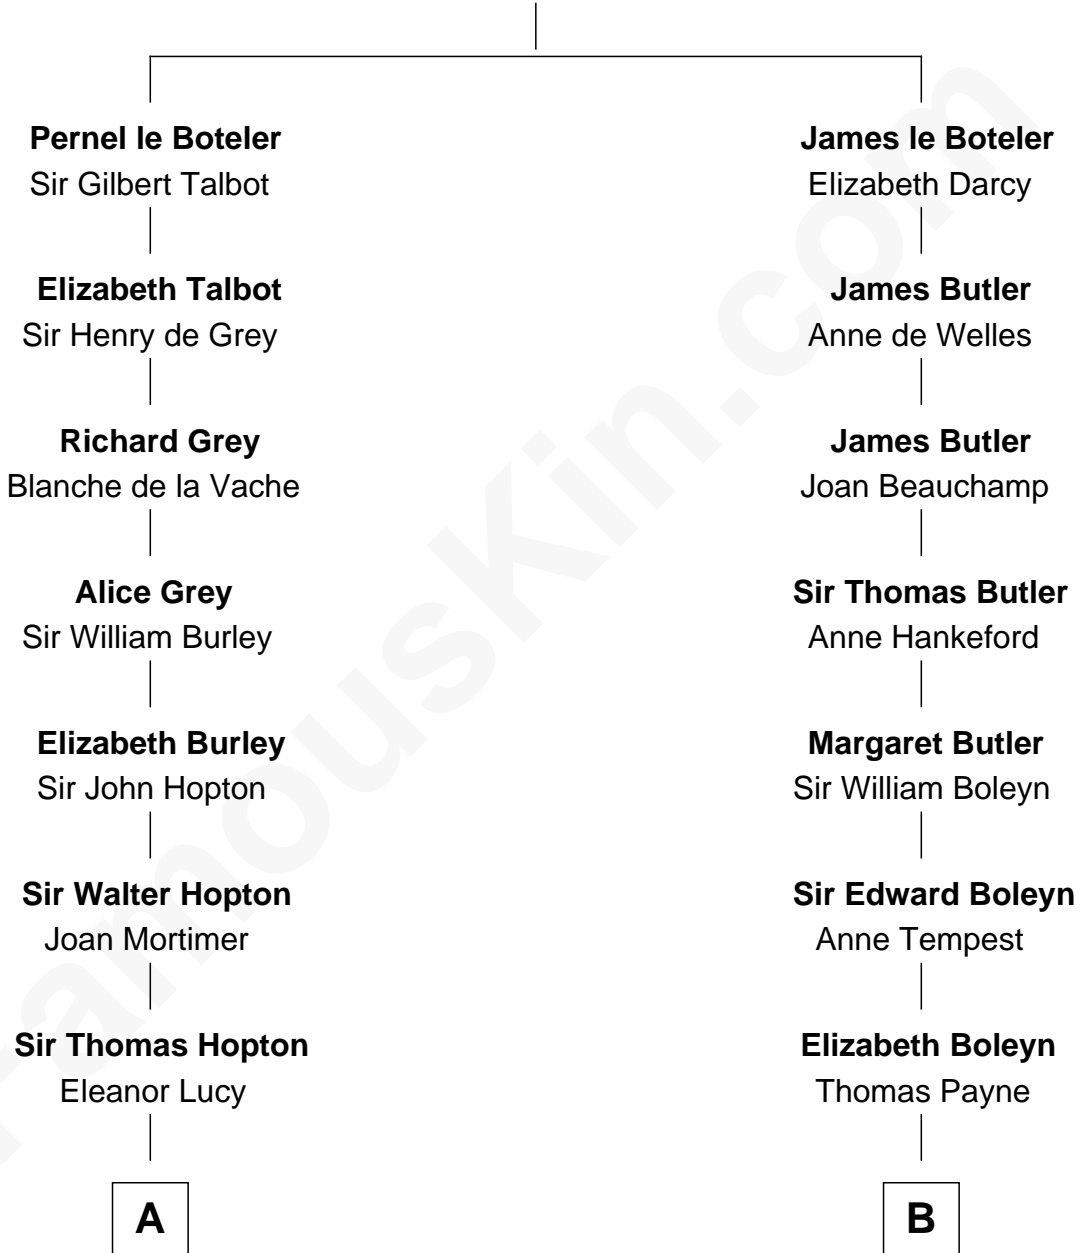 Pernel le Boteler
Sir Gilbert Talbot
Elizabeth Talbot
Sir Henry de Grey
Richard Grey
Blanche de la Vache
Alice Grey
Sir William Burley
Elizabeth Burley
Sir John Hopton
Sir Walter Hopton
Joan Mortimer
Sir Thomas Hopton
Eleanor Lucy
A
James le Boteler
Elizabeth Darcy
James Butler
Anne de Welles
James Butler
Joan Beauchamp
Sir Thomas Butler
Anne Hankeford
Margaret Butler
Sir William Boleyn
Sir Edward Boleyn
Anne Tempest
Elizabeth Boleyn
Thomas Payne
B
FamousKin.com